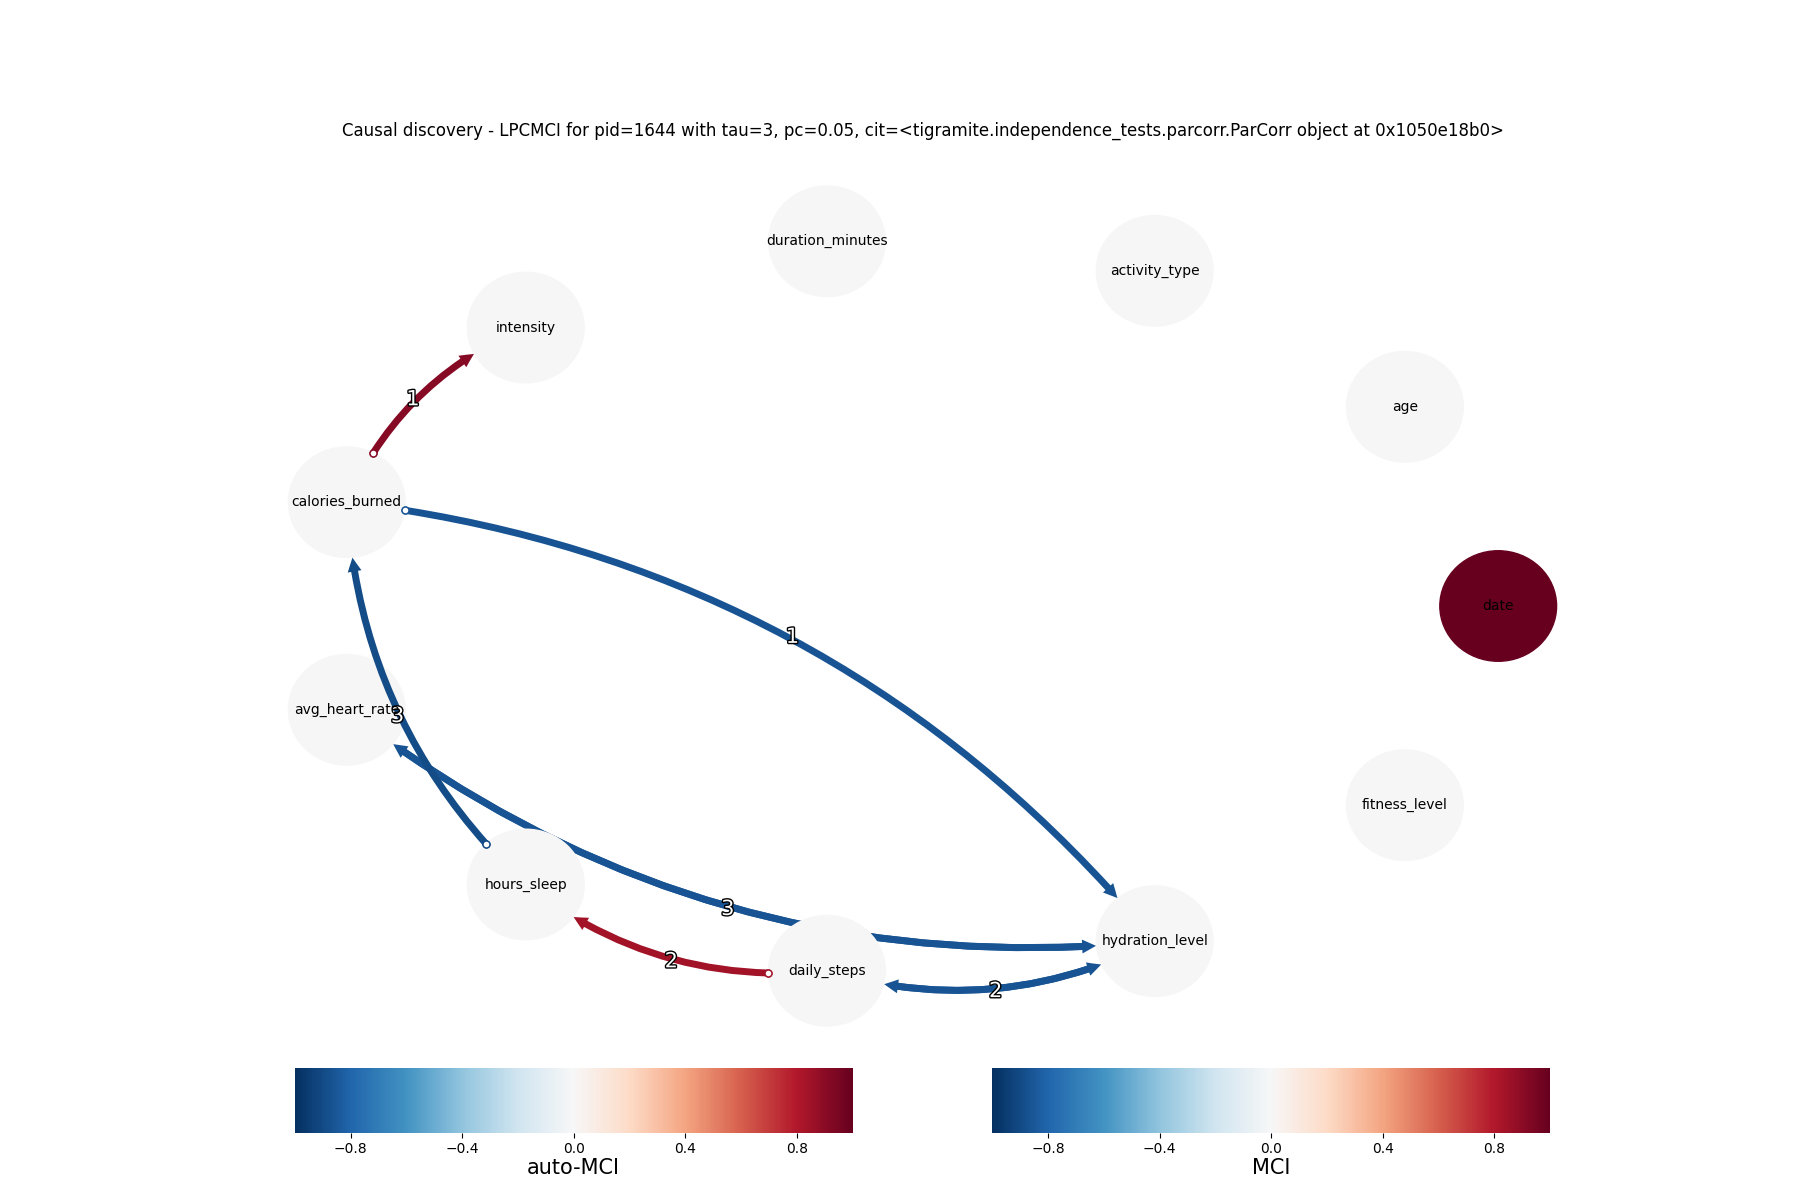 Causal discovery - LPCMCI for pid=1644 with tau=3, pc=0.05, cit=<tigramite.independence_tests.parcorr.ParCorr object at 0x1050e18b0>
duration_minutes
activity_type
intensity
1
age
calories_burned
date
1
avg_heart_rate
3
fitness_level
hours_sleep
3
hydration_level
2
daily_steps
2
−0.8 −0.4 0.0 0.4 0.8
auto-MCI
−0.8 −0.4 0.0 0.4 0.8
MCI